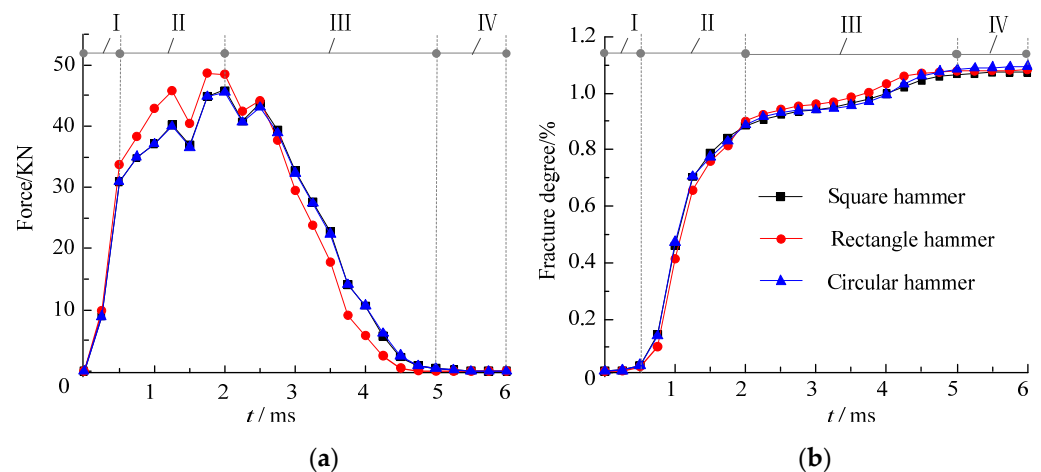 I II III IV
Force/KN
50
40
30
20
10
0
1 2 3 4 5 6
t / ms
(a)
I II III IV
Fracture degree/%
1.2
1.0
0.8
0.6
0.4
0.2
0
1 2 3 4 5 6
t / ms
Square hammer
Rectangle hammer
Circular hammer
(b)